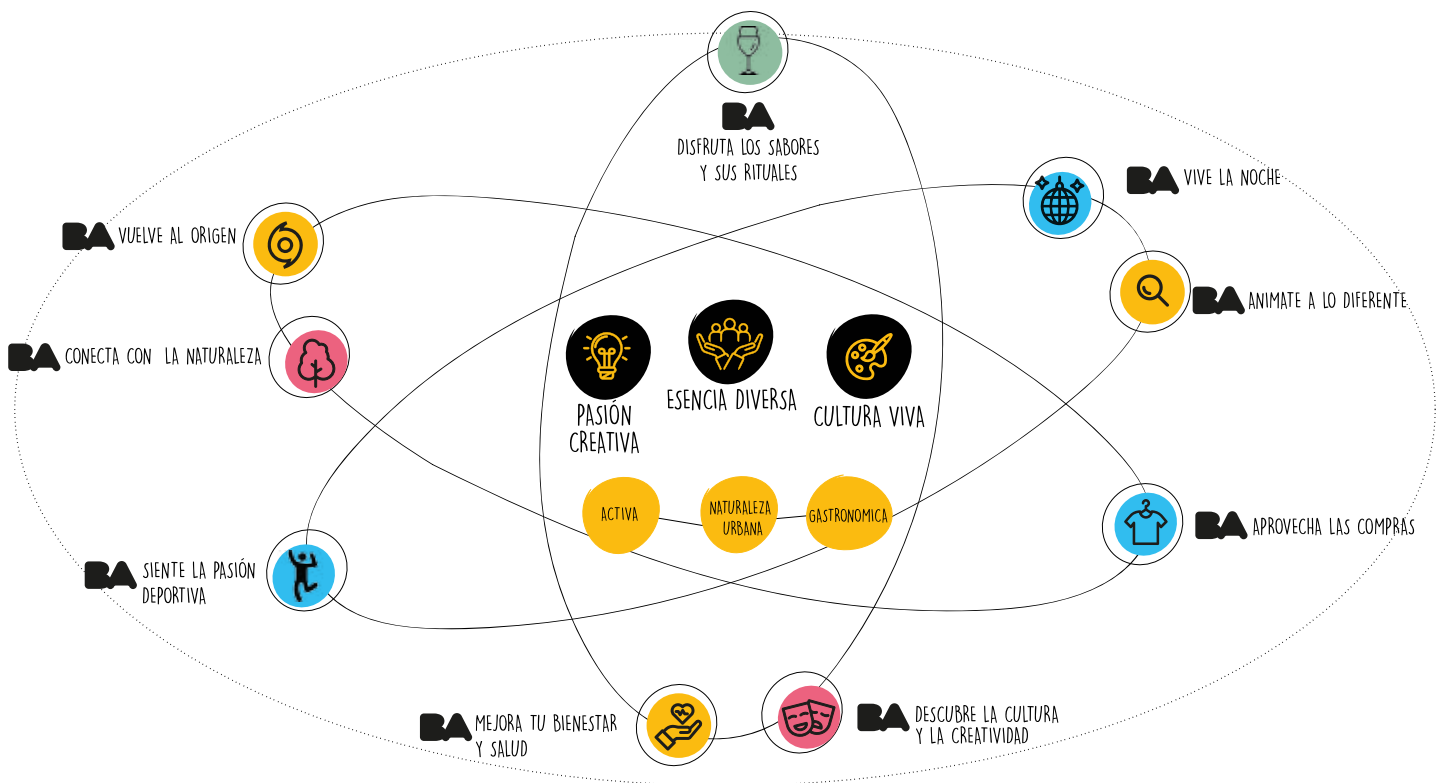 BA
DISFRUTA LOS SABORES
Y SUS RITUALES
BA VIVE LA NOCHE
BA VUELVE AL ORIGEN
BA ANIMATE A LO DIFERENTE
BA CONECTA CON LA NATURALEZA
ESENCIA DIVERSA
PASIÓN
CREATIVA
CULTURA VIVA
ACTIVA
NATURALEZA
URBANA
GASTRONOMICA
BA APROVECHA LAS COMPRAS
BA SIENTE LA PASIÓN
DEPORTIVA
BA MEJORA TU BIENESTAR
Y SALUD
BA DESCUBRE LA CULTURA
Y LA CREATIVIDAD